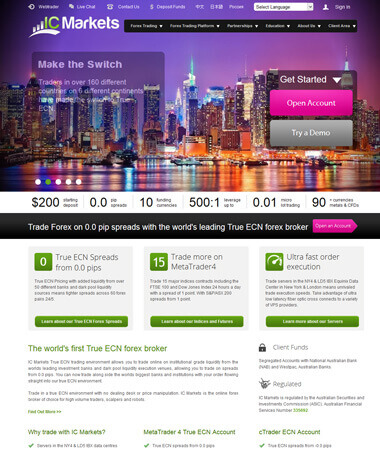 WebTrader Live Chat Contact Us $ Deposit Funds 中文 日本語 Русские Select Language Sign in
IC Markets
Forex Trading Forex Trading Platform Partnerships Education About Us Client Area
Make the Switch
Traders in over 160 different
countries on 6 different continents
have made the switch to True
Get Started
Open Account
Try a Demo
$200 starting deposit 0.0 pip spreads 10 funding currencies 500:1 leverage up to 0.01 micro lot trading 90 + currencies metals & CFDs
Trade Forex on 0.0 pip spreads with the world's leading True ECN forex broker Open an Account
0 True ECN Spreads
from 0.0 pips
True ECN Pricing with added liquidity from over
50 different banks and dark pool liquidity
sources means tighter spreads across 60 forex
pairs 24/5.
Learn about our True ECN Forex Spreads
15 Trade more on
MetaTrader4
Trade 15 major indices contracts including the
FTSE 100 and Dow Jones Index 24 hours a day
with a spread of 1 point. With S&P/ASX 200
spreads from 1 point.
Learn about our Indices and Futures
Ultra fast order
execution
Trade servers in the NY4 & LD5 IBX Equinix Data
Center in New York & London means unrivaled
trade execution speeds. Take advantage of ultra
low latency fiber optic cross connects to a variety
of VPS providers.
Learn more about our Servers
The world's first True ECN forex broker
IC Markets True ECN trading environment allows you to trade online on institutional grade liquidity from the
worlds leading investment banks and dark pool liquidity execution venues, allowing you to trade on spreads
from 0.0 pips. You can now trade along side the worlds biggest banks and institutions with your order flowing
straight into our true ECN environment.
Trade in a true ECN environment with no dealing desk or price manipulation. IC Markets is the online forex
broker of choice for high volume traders, scalpers and robots.
Find Out More >>
Client Funds
Segregated Accounts with National Australian Bank
(NAB) and Westpac, Australian Banks.
Regulated
IC Markets is regulated by the Australian Securities and
Investments Commission (ASIC), Australian Financial
Services Number 335692.
Why trade with IC Markets?
Servers in the NY4 & LD5 IBX data centres
MetaTrader 4 True ECN Account
True ECN spreads from 0.0 pips
cTrader ECN Account
True ECN spreads from 0.0 pips